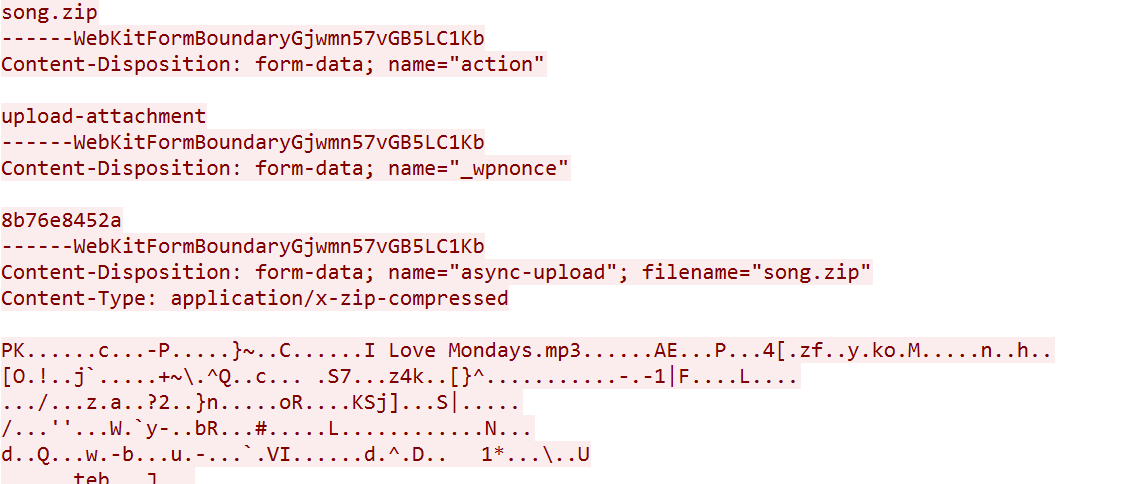 song.zip
------WebKitFormBoundaryGjwmn57vGB5LC1Kb
Content-Disposition: form-data; name="action"
upload-attachment
------WebKitFormBoundaryGjwmn57vGB5LC1Kb
Content-Disposition: form-data; name="_wpnonce"
8b76e8452a
------WebKitFormBoundaryGjwmn57vGB5LC1Kb
Content-Disposition: form-data; name="async-upload"; filename="song.zip"
Content-Type: application/x-zip-compressed
PK......c...-P.....}~..C......I Love Mondays.mp3......AE...P...4[.zf..y.ko.M.....n..h..
[O.!..j`.....+~\.^Q..c... .S7...z4k..[}^...........-.-1|F....L....
.../...z.a..?2..}n.....oR....KSj]...S|.....
/...''...W.`y-..bR...#.....L............N...
d..Q...w.-b...u.-...`.VI......d.^.D..   1*...\..U